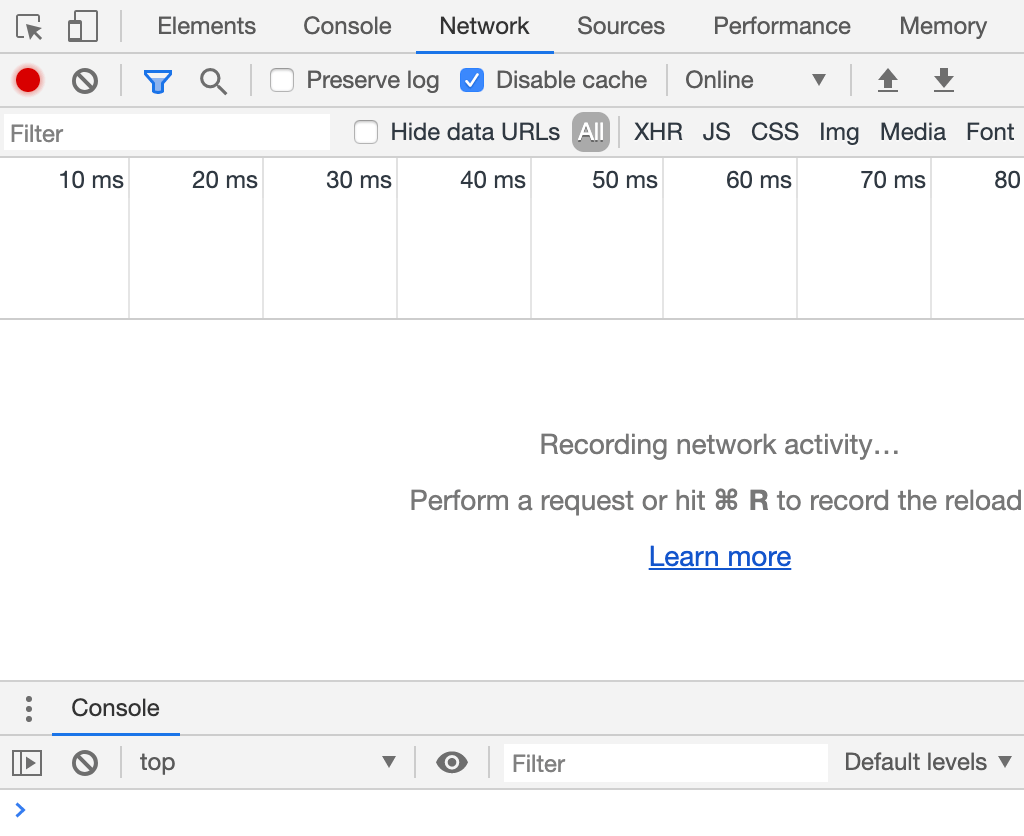 Elements Console Network Sources Performance Memory
Preserve log Disable cache Online
Filter Hide data URLs All XHR JS CSS Img Media Font
10 ms 20 ms 30 ms 40 ms 50 ms 60 ms 70 ms 80
Recording network activity…
Perform a request or hit ⌘ R to record the reload
Learn more
Console
top Filter Default levels